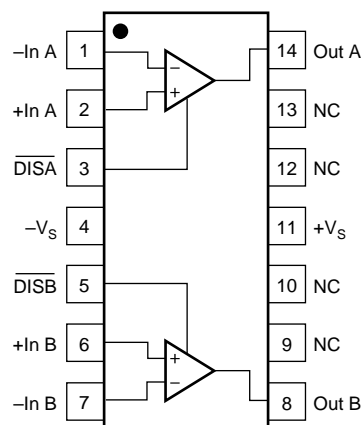 –In A 1 14 Out A
– +
+In A 2 13 NC
DISA 3 12 NC
–VS 4 11 +VS
DISB 5 10 NC
+In B 6 9 NC
+ –
–In B 7 8 Out B